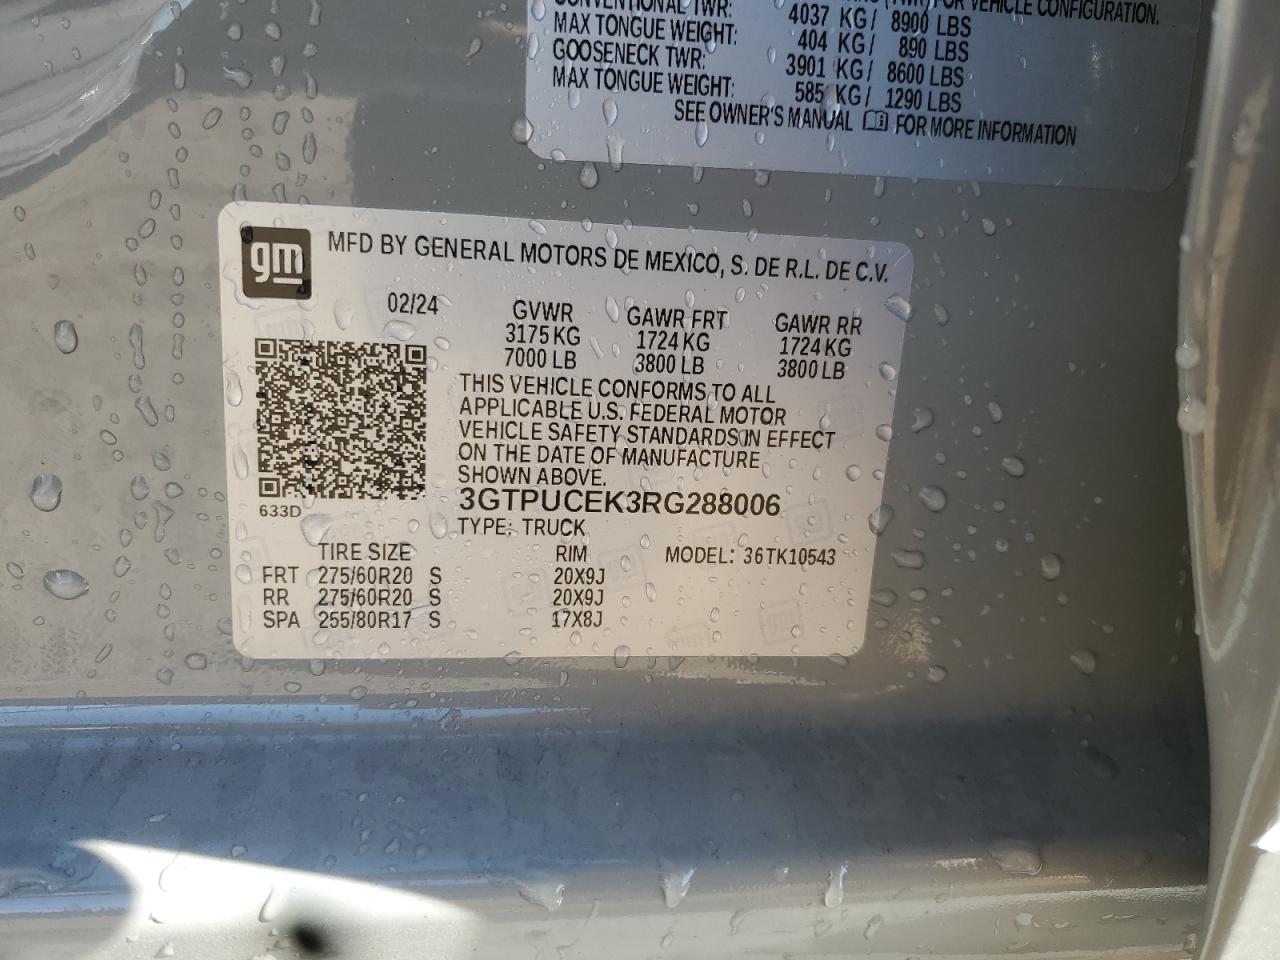 CONVENTIONAL TWR: 4037 KG/ 8900 LBS
MAX TONGUE WEIGHT: 404 KG/ 890 LBS
GOOSENECK TWR: 3901 KG/ 8600 LBS
MAX TONGUE WEIGHT: 585 KG/ 1290 LBS
SEE OWNER'S MANUAL FOR MORE INFORMATION
gm
MFD BY GENERAL MOTORS DE MEXICO, S. DE R.L. DE C.V.
02/24 GVWR GAWR FRT GAWR RR
3175 KG 1724 KG 1724 KG
7000 LB 3800 LB 3800 LB
THIS VEHICLE CONFORMS TO ALL
APPLICABLE U.S. FEDERAL MOTOR
VEHICLE SAFETY STANDARDS IN EFFECT
ON THE DATE OF MANUFACTURE
SHOWN ABOVE.
3GTPUCEK3RG288006
633D
TYPE: TRUCK
TIRE SIZE RIM MODEL: 36TK10543
FRT 275/60R20 S 20X9J
RR 275/60R20 S 20X9J
SPA 255/80R17 S 17X8J